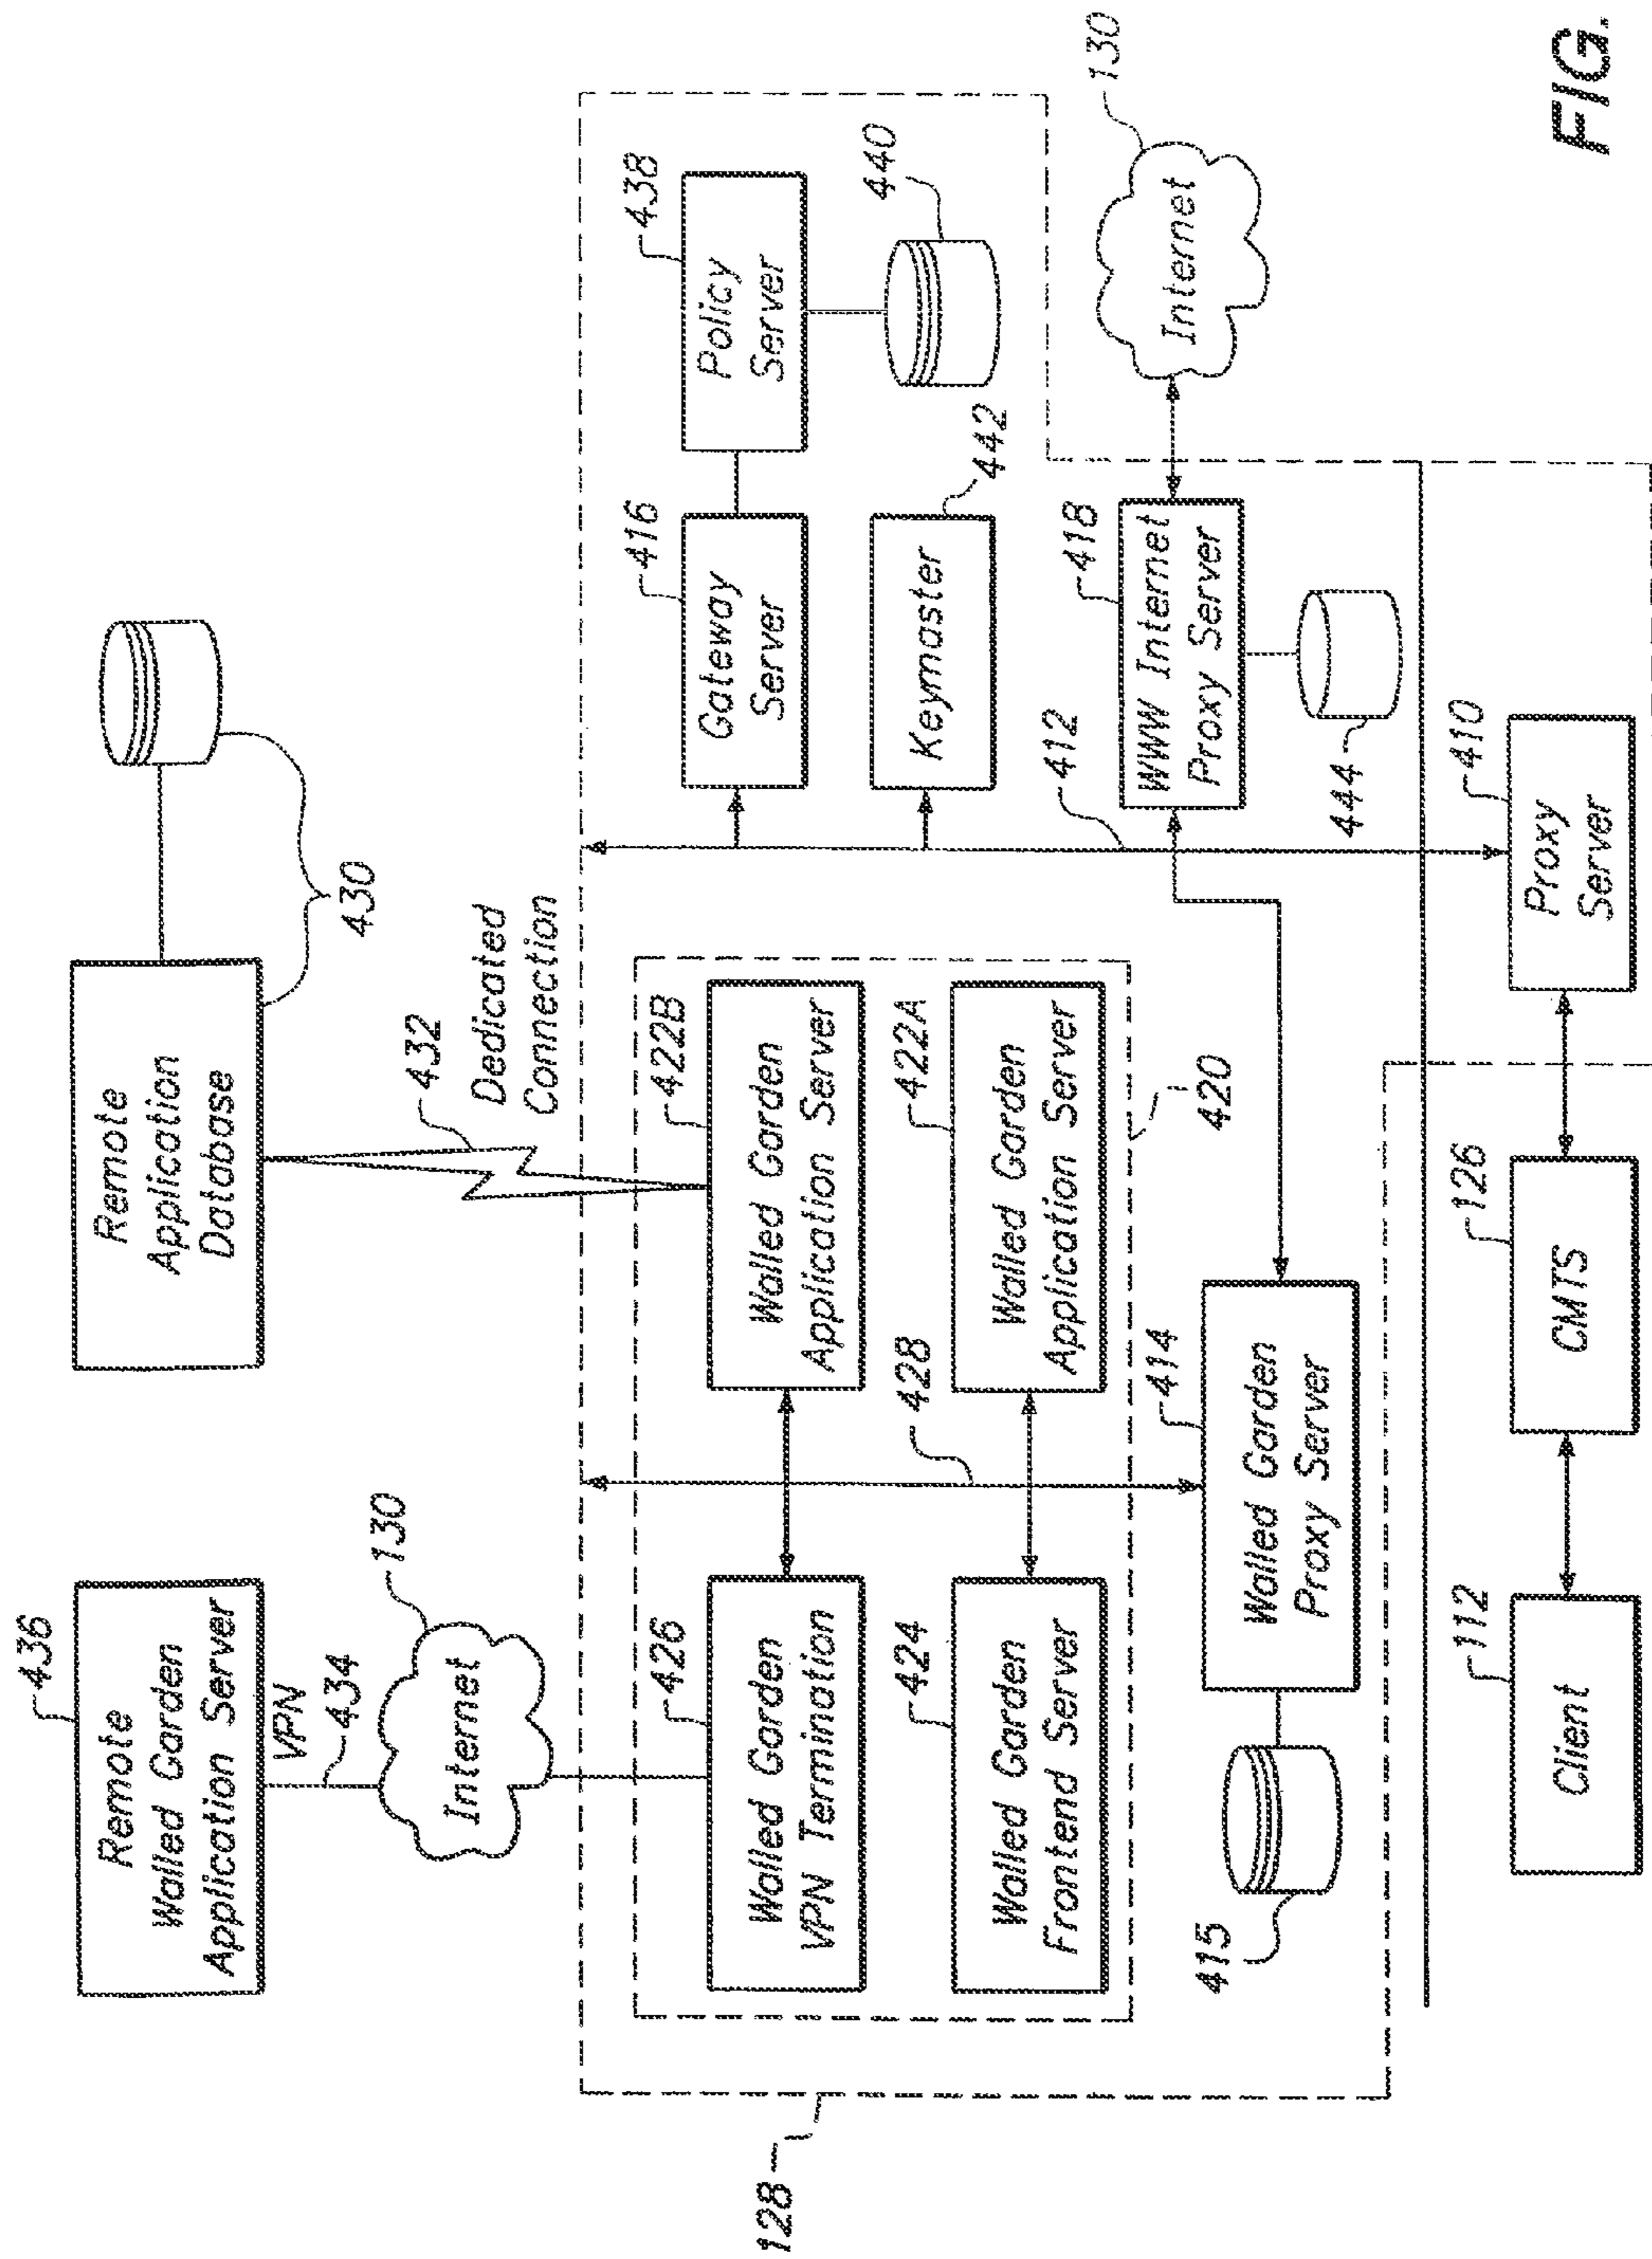 436
Remote
Walled Garden
Application Server
VPN
434
130
Internet
Remote
Application
Database
430
432
Dedicated
Connection
128
426
Walled Garden
VPN Termination
422B
Walled Garden
Application Server
424
Walled Garden
Frontend Server
422A
Walled Garden
Application Server
428
420
415
414
Walled Garden
Proxy Server
416
Gateway
Server
438
Policy
Server
440
Keymaster
442
412
418
WWW Internet
Proxy Server
444
130
Internet
112
Client
126
CMTS
410
Proxy
Server
FIG.